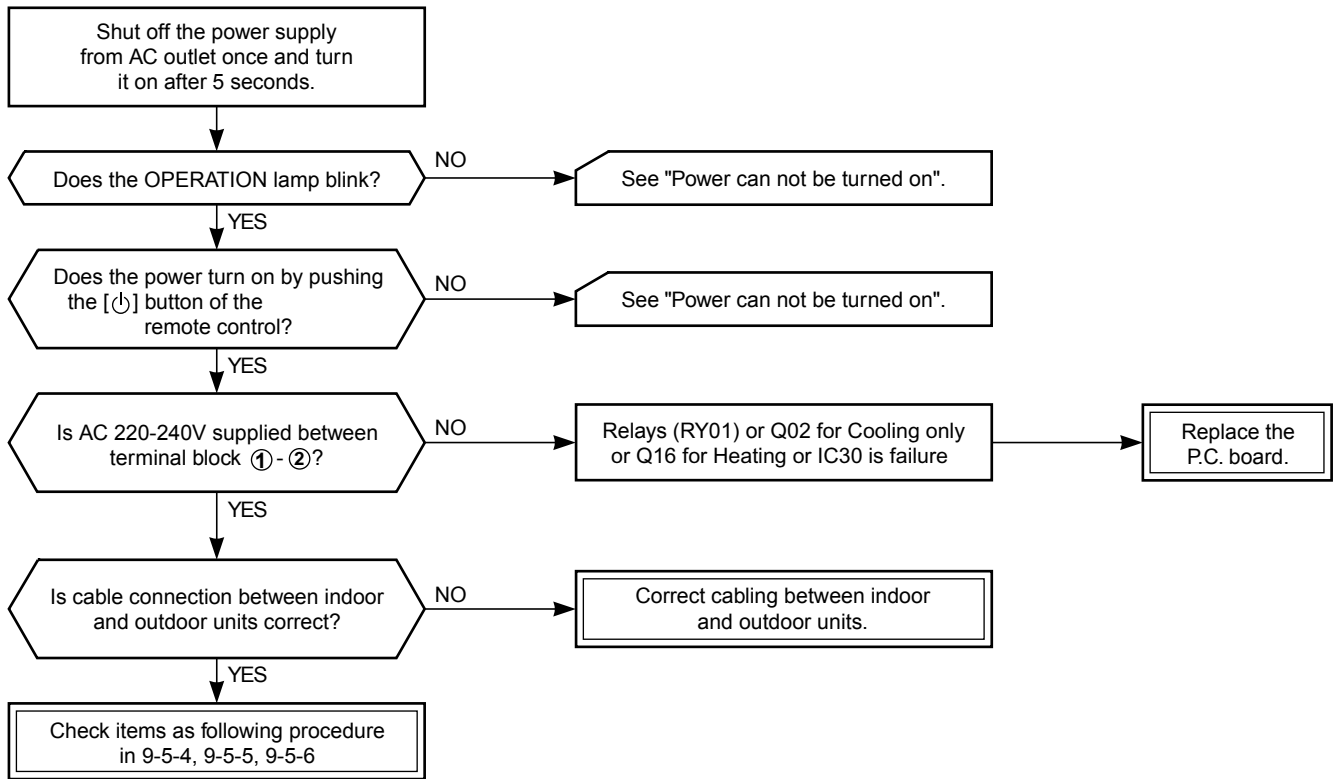 Shut off the power supply
from AC outlet once and turn
it on after 5 seconds.
Does the OPERATION lamp blink?
NO
See "Power can not be turned on".
YES
Does the power turn on by pushing
the [⏻] button of the
remote control?
NO
See "Power can not be turned on".
YES
Is AC 220-240V supplied between
terminal block ① - ②?
NO
Relays (RY01) or Q02 for Cooling only
or Q16 for Heating or IC30 is failure
Replace the
P.C. board.
YES
Is cable connection between indoor
and outdoor units correct?
NO
Correct cabling between indoor
and outdoor units.
YES
Check items as following procedure
in 9-5-4, 9-5-5, 9-5-6